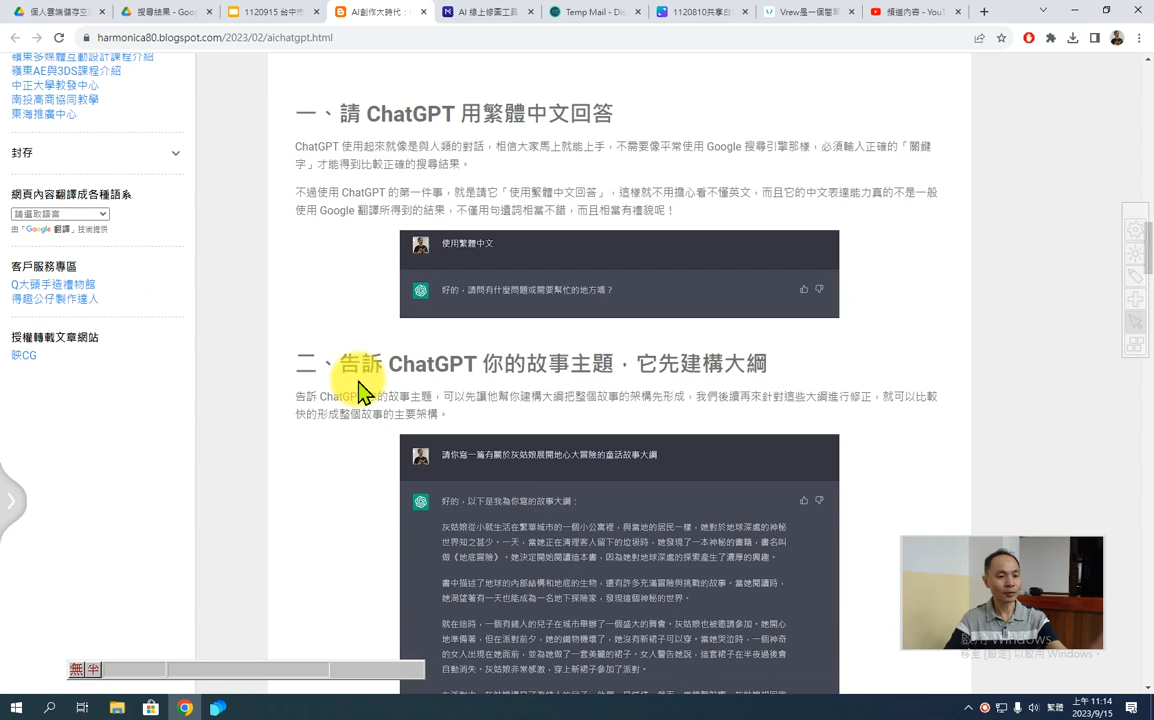 個人雲端儲存空
搜尋結果 - Goog
1120915 台中市
AI創作大時代：
AI 線上修圖工具
Temp Mail - Dis
1120810共享白
Vrew是一個簡
頻道內容 - YouT
harmonica80.blogspot.com/2023/02/aichatgpt.html
嶺東多媒體互動設計課程介紹
嶺東AE與3DS課程介紹
中正大學教發中心
南投高商協同教學
東海推廣中心
封存
網頁內容翻譯成各種語系
請選取語言
由「Google 翻譯」技術提供
客戶服務專區
Q大頭手造禮物館
得趣公仔製作達人
授權轉載文章網站
映CG
一、請 ChatGPT 用繁體中文回答
ChatGPT 使用起來就像是與人類的對話，相信大家馬上就能上手，不需要像平常使用 Google 搜尋引擎那樣，必須輸入正確的「關鍵
字」才能得到比較正確的搜尋結果。
不過使用 ChatGPT 的第一件事，就是請它「使用繁體中文回答」，這樣就不用擔心看不懂英文，而且它的中文表達能力真的不是一般
使用 Google 翻譯所得到的結果，不僅用句遣詞相當不錯，而且相當有禮貌呢！
使用繁體中文
好的，請問有什麼問題或需要幫忙的地方嗎？
二、告訴 ChatGPT 你的故事主題，它先建構大綱
告訴 ChatGP 的故事主題，可以先讓他幫你建構大綱把整個故事的架構先形成，我們後續再來針對這些大綱進行修正，就可以比較
快的形成整個故事的主要架構。
請你寫一篇有關於灰姑娘展開地心大冒險的童話故事大綱
好的，以下是我為你寫的故事大綱：
灰姑娘從小就生活在繁華城市的一個小公寓裡，與當地的居民一樣，她對於地球深處的神秘
世界知之甚少。一天，當她正在清理客人留下的垃圾時，她發現了一本神秘的書籍，書名叫
做《地底冒險》。她決定開始閱讀這本書，因為她對地球深處的探索產生了濃厚的興趣。
書中描述了地球的內部結構和地底的生物，還有許多充滿冒險與挑戰的故事。當她閱讀時，
她渴望著有一天也能成為一名地下探險家，發現這個神秘的世界。
就在這時，一個有錢人的兒子在城市舉辦了一個盛大的舞會。灰姑娘也被邀請參加。她開心
地準備著，但在派對前夕，她的織物機壞了，她沒有新裙子可以穿。當她哭泣時，一個神奇
的女人出現在她面前，並為她做了一套美麗的裙子。女人警告她說，這套裙子在半夜過後會
自動消失。灰姑娘非常感激，穿上新裙子參加了派對。
啟用 Windows
移至 [設定] 以啟用 Windows。
無 半
繁體
上午 11:14
2023/9/15